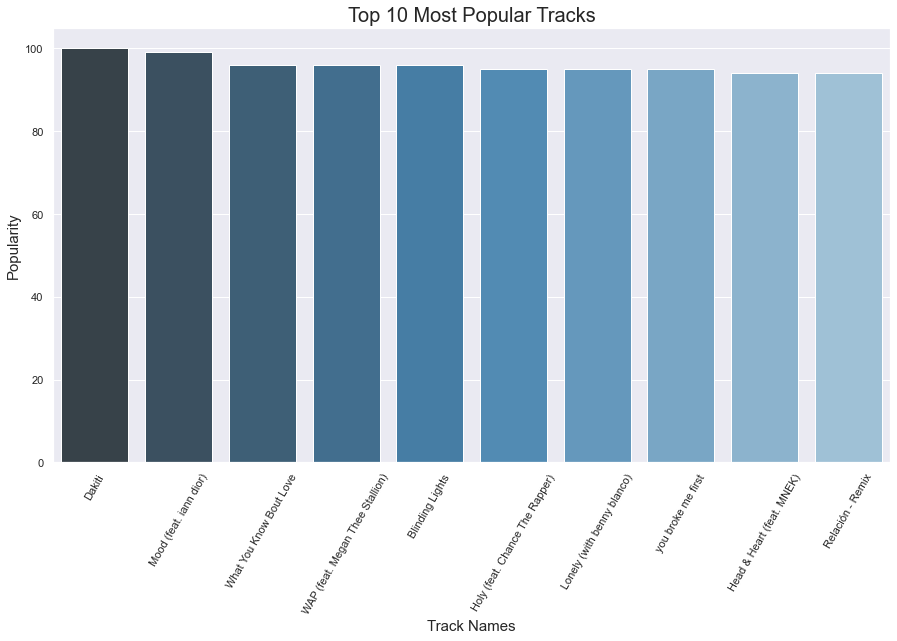 Top 10 Most Popular Tracks
Popularity
100
80
60
40
20
0
Dakiti
Mood (feat. iann dior)
What You Know Bout Love
WAP (feat. Megan Thee Stallion)
Blinding Lights
Holy (feat. Chance The Rapper)
Lonely (with benny blanco)
you broke me first
Head & Heart (feat. MNEK)
Relación - Remix
Track Names